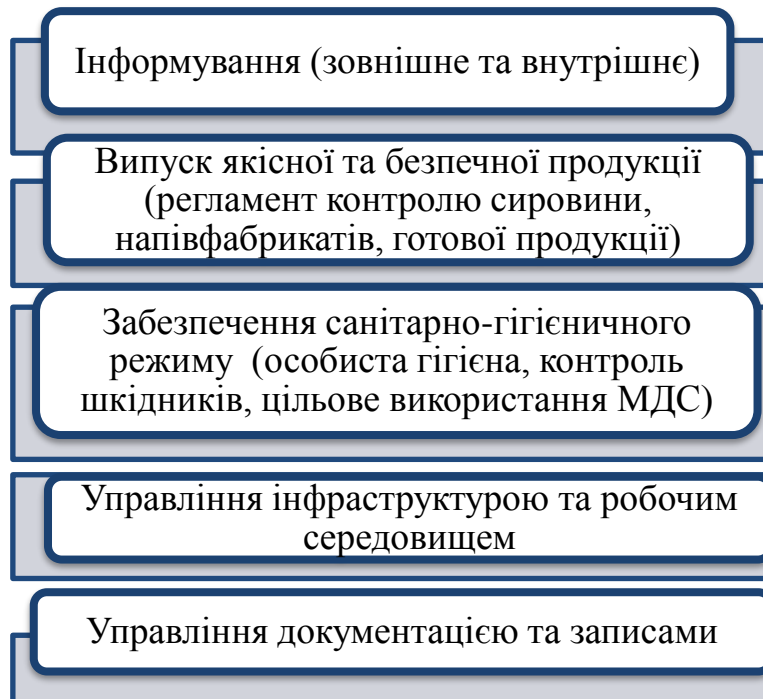 Інформування (зовнішне та внутрішнє)
Випуск якісної та безпечної продукції
(регламент контролю сировини,
напівфабрикатів, готової продукції)
Забезпечення санітарно-гігієничного
режиму (особиста гігієна, контроль
шкідників, цільове використання МДС)
Управління інфраструктурою та робочим
середовищем
Управління документацією та записами